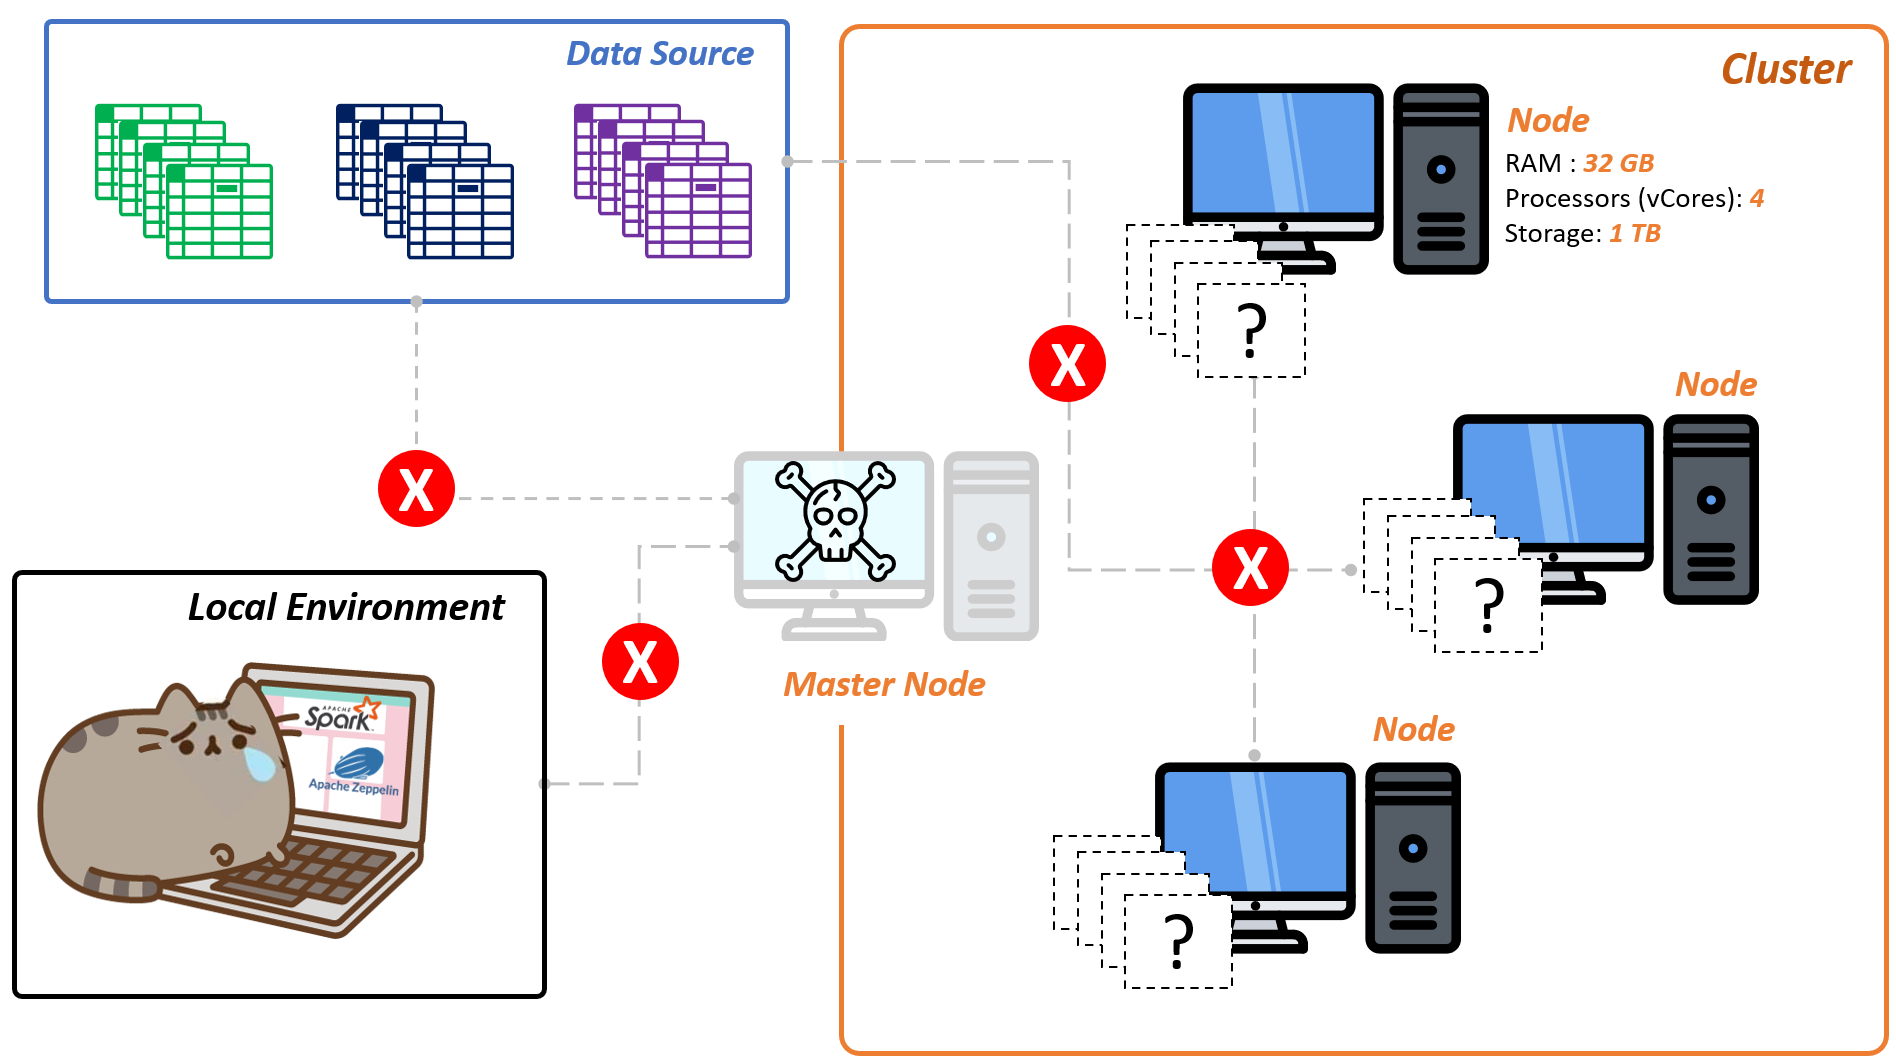 Data Source
Cluster
Node
RAM : 32 GB
Processors (vCores): 4
Storage: 1 TB
?
X
Node
X
X
?
Local Environment
X
Master Node
APACHE
Spark
Apache Zeppelin
Node
?